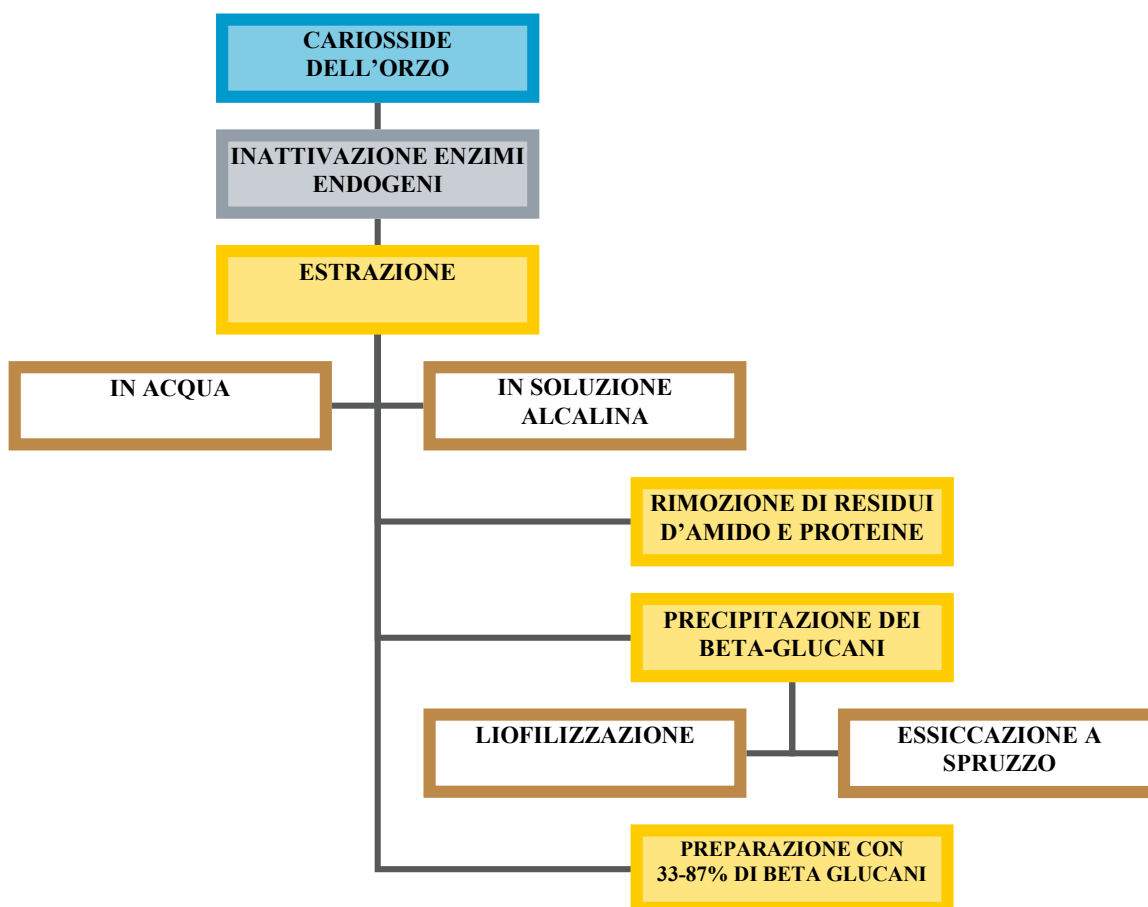 CARIOSSIDE
DELL’ORZO
INATTIVAZIONE ENZIMI
ENDOGENI
ESTRAZIONE
IN ACQUA
IN SOLUZIONE
ALCALINA
RIMOZIONE DI RESIDUI
D’AMIDO E PROTEINE
PRECIPITAZIONE DEI
BETA-GLUCANI
LIOFILIZZAZIONE
ESSICCAZIONE A
SPRUZZO
PREPARAZIONE CON
33-87% DI BETA GLUCANI